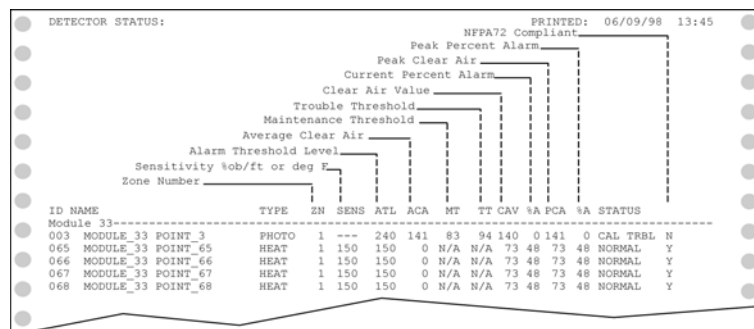 DETECTOR STATUS: PRINTED: 06/09/98 13:45
NFPA72 Compliant
Peak Percent Alarm
Peak Clear Air
Current Percent Alarm
Clear Air Value
Trouble Threshold
Maintenance Threshold
Average Clear Air
Alarm Threshold Level
Sensitivity %ob/ft or deg F
Zone Number
ID NAME TYPE ZN SENS ATL ACA MT TT CAV %A PCA %A STATUS
Module 33
003 MODULE_33 POINT_3 PHOTO 1 --- 240 141 83 94 140 0 141 0 CAL TRBL N
065 MODULE_33 POINT_65 HEAT 1 150 150 0 N/A N/A 73 48 73 48 NORMAL Y
066 MODULE_33 POINT_66 HEAT 1 150 150 0 N/A N/A 73 48 73 48 NORMAL Y
067 MODULE_33 POINT_67 HEAT 1 150 150 0 N/A N/A 73 48 73 48 NORMAL Y
068 MODULE_33 POINT_68 HEAT 1 150 150 0 N/A N/A 73 48 73 48 NORMAL Y